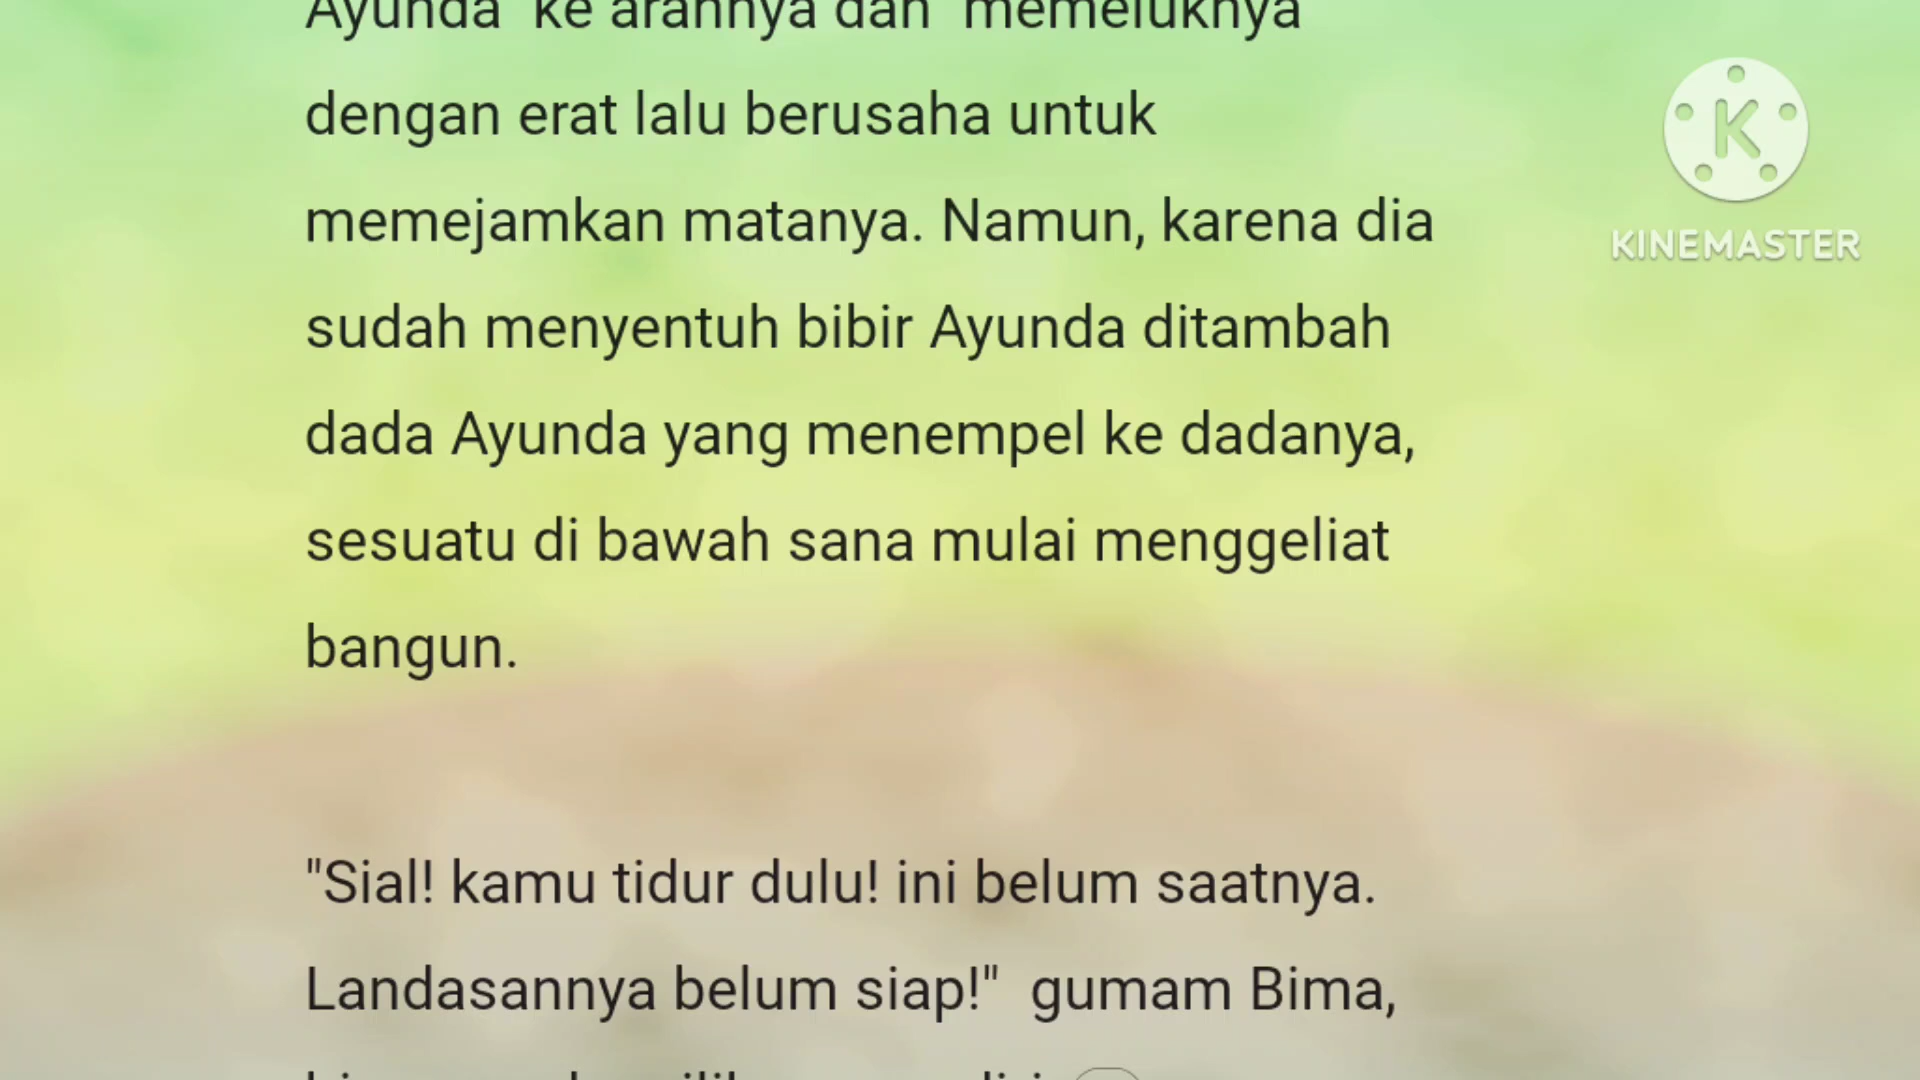 Ayunda ke arahnya dan memeluknya
dengan erat lalu berusaha untuk
memejamkan matanya. Namun, karena dia
sudah menyentuh bibir Ayunda ditambah
dada Ayunda yang menempel ke dadanya,
sesuatu di bawah sana mulai menggeliat
bangun.
"Sial! kamu tidur dulu! ini belum saatnya.
Landasannya belum siap!" gumam Bima,
K
KINEMASTER